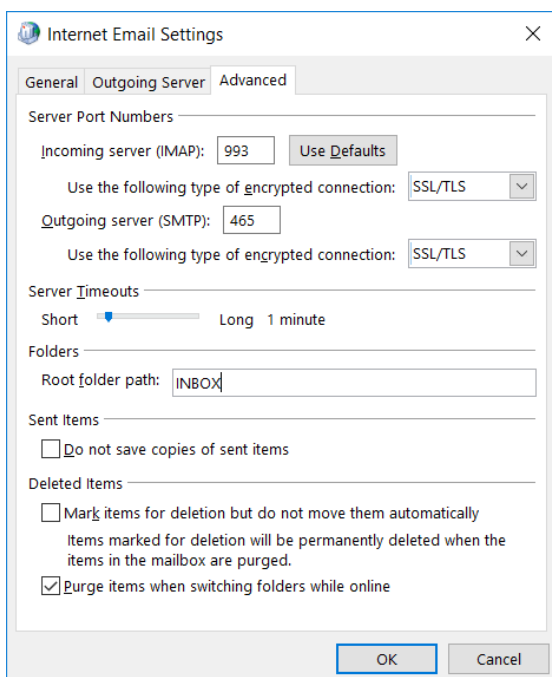 Internet Email Settings
General Outgoing Server Advanced
Server Port Numbers
Incoming server (IMAP): 993 Use Defaults
Use the following type of encrypted connection: SSL/TLS
Outgoing server (SMTP): 465
Use the following type of encrypted connection: SSL/TLS
Server Timeouts
Short Long 1 minute
Folders
Root folder path: INBOX
Sent Items
Do not save copies of sent items
Deleted Items
Mark items for deletion but do not move them automatically
Items marked for deletion will be permanently deleted when the
items in the mailbox are purged.
Purge items when switching folders while online
OK Cancel